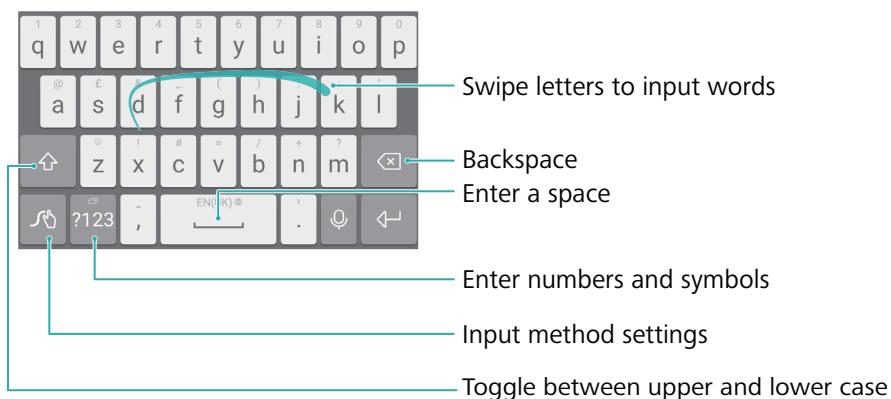 1 2 3 4 5 6 7 8 9 0
q w e r t y u i o p
@ £ & _ ( ) : ; "
a s d f g h j k l
Swipe letters to input words
☺ ! # = / + ?
z x c v b n m
Backspace
Enter a space
EN(UK)
?123 , .
Enter numbers and symbols
Input method settings
Toggle between upper and lower case